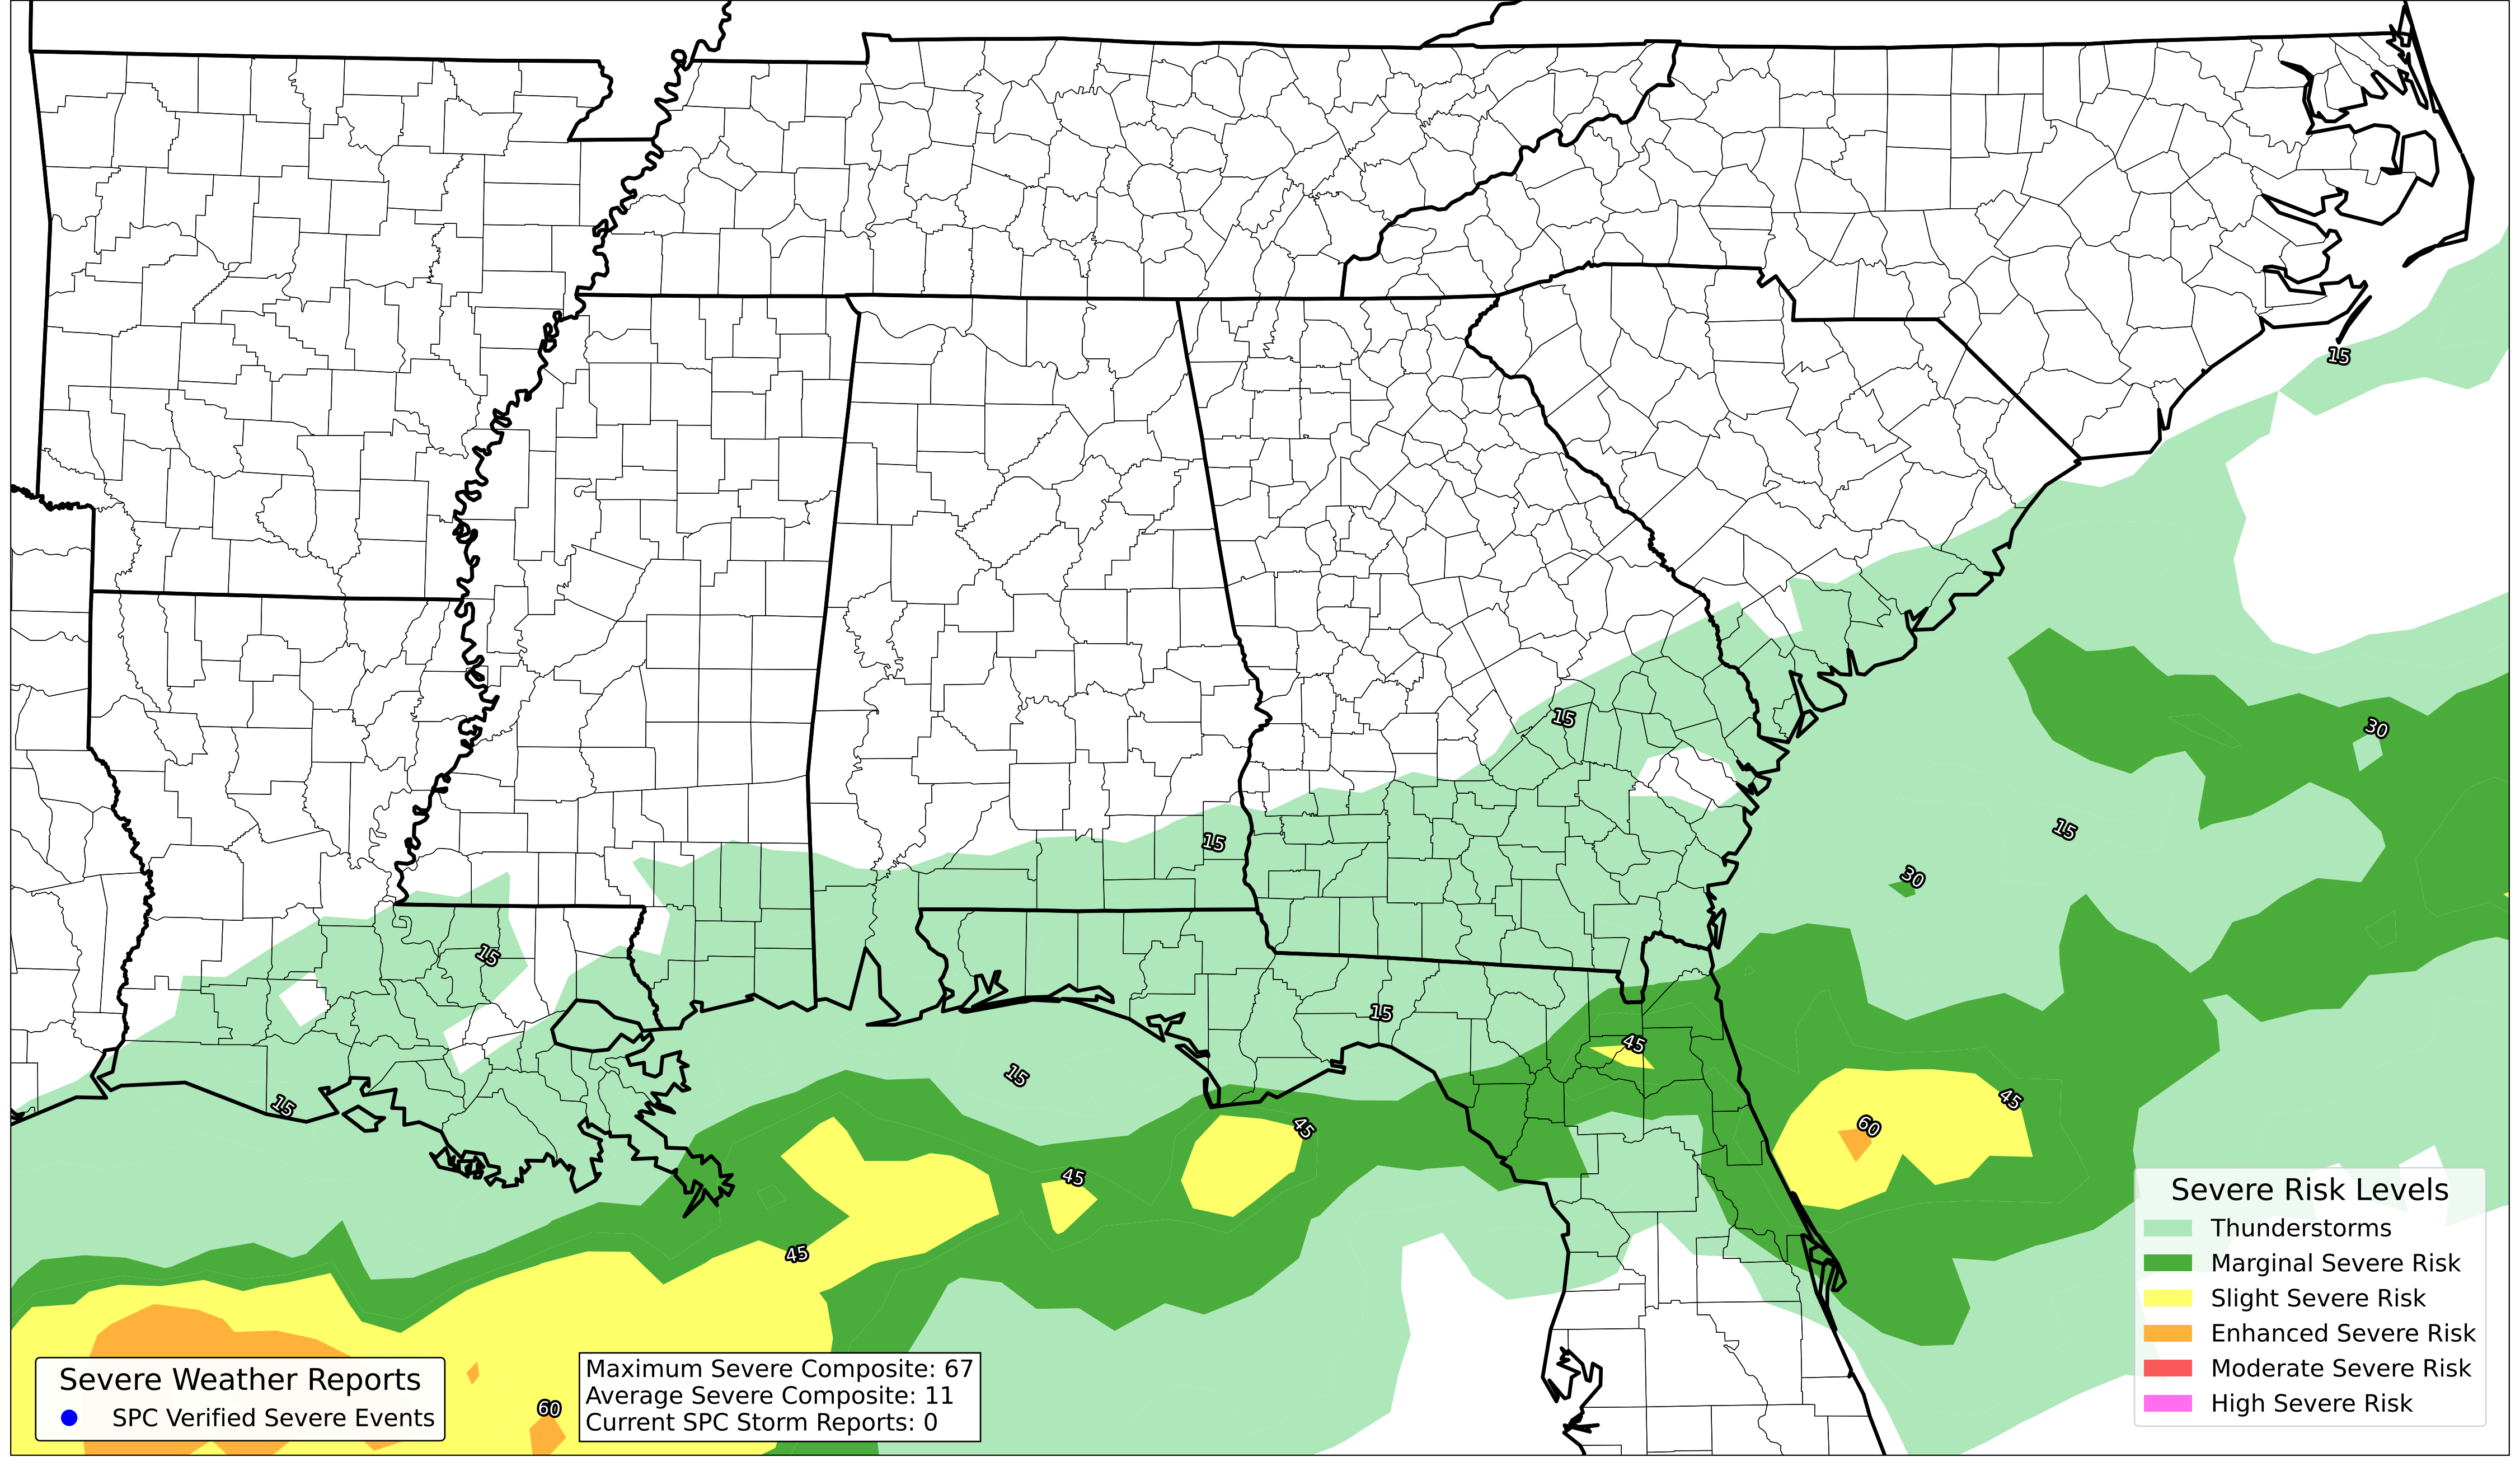 15
30
15
15
30
15
15
15
45
15
15
45
60
45
45
45
60
Severe Risk Levels
Thunderstorms
Marginal Severe Risk
Slight Severe Risk
Enhanced Severe Risk
Moderate Severe Risk
High Severe Risk
Severe Weather Reports
SPC Verified Severe Events
Maximum Severe Composite: 67
Average Severe Composite: 11
Current SPC Storm Reports: 0